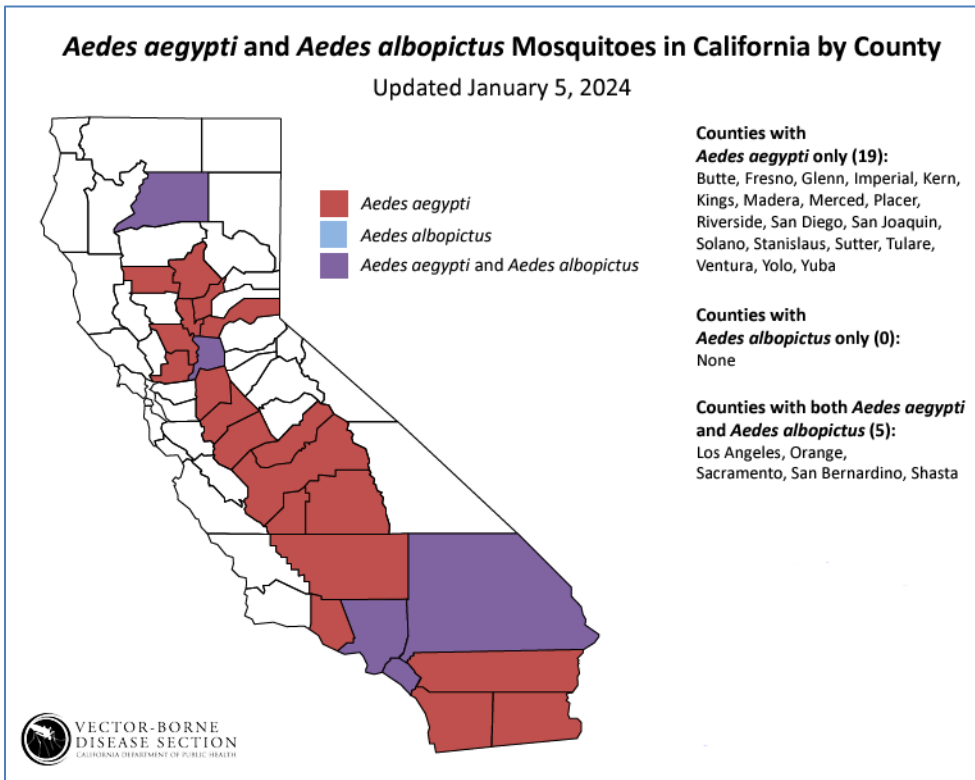 Aedes aegypti and Aedes albopictus Mosquitoes in California by County
Updated January 5, 2024
Aedes aegypti
Aedes albopictus
Aedes aegypti and Aedes albopictus
Counties with
Aedes aegypti only (19):
Butte, Fresno, Glenn, Imperial, Kern,
Kings, Madera, Merced, Placer,
Riverside, San Diego, San Joaquin,
Solano, Stanislaus, Sutter, Tulare,
Ventura, Yolo, Yuba
Counties with
Aedes albopictus only (0):
None
Counties with both Aedes aegypti
and Aedes albopictus (5):
Los Angeles, Orange,
Sacramento, San Bernardino, Shasta
VECTOR-BORNE
DISEASE SECTION
CALIFORNIA DEPARTMENT OF PUBLIC HEALTH